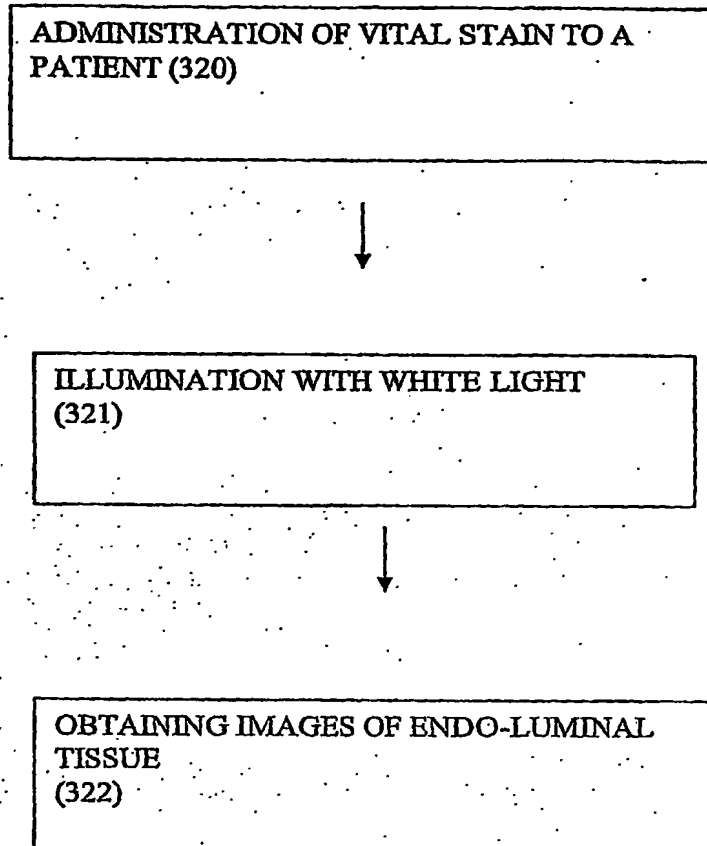 ADMINISTRATION OF VITAL STAIN TO A
PATIENT (320)
ILLUMINATION WITH WHITE LIGHT
(321)
OBTAINING IMAGES OF ENDO-LUMINAL
TISSUE
(322)